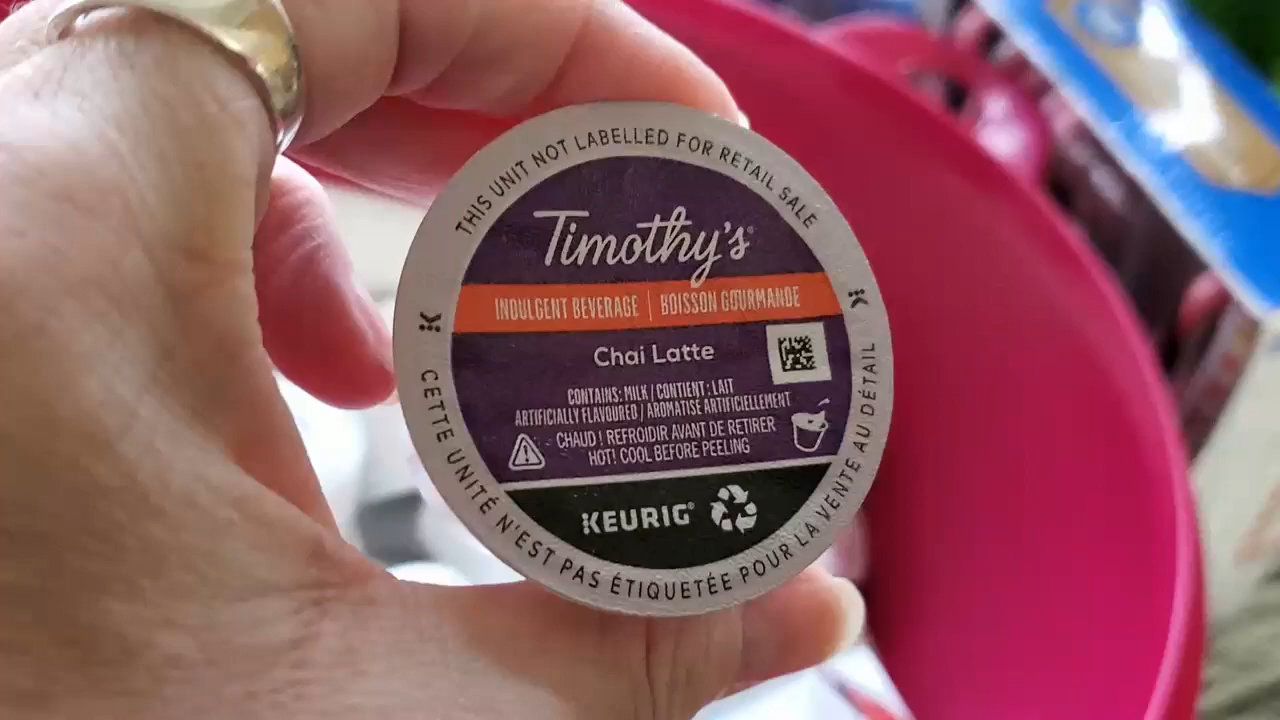 THIS UNIT NOT LABELLED FOR RETAIL SALE
Timothy's
INDULGENT BEVERAGE | BOISSON GOURMANDE
Chai Latte
CONTAINS: MILK / CONTIENT : LAIT
ARTIFICIALLY FLAVOURED / AROMATISÉ ARTIFICIELLEMENT
CHAUD ! REFROIDIR AVANT DE RETIRER
HOT! COOL BEFORE PEELING
KEURIG®
CETTE UNITÉ N'EST PAS ÉTIQUETÉE POUR LA VENTE AU DÉTAIL